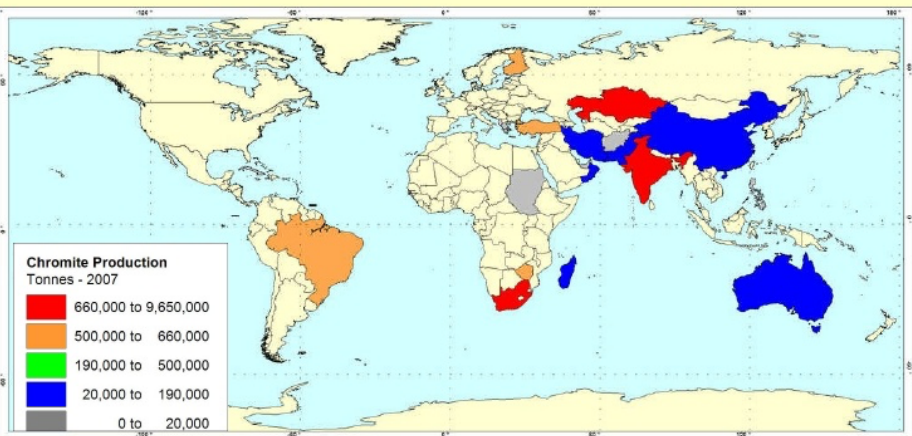 Chromite Production
Tonnes - 2007
660,000 to 9,650,000
500,000 to 660,000
190,000 to 500,000
20,000 to 190,000
0 to 20,000